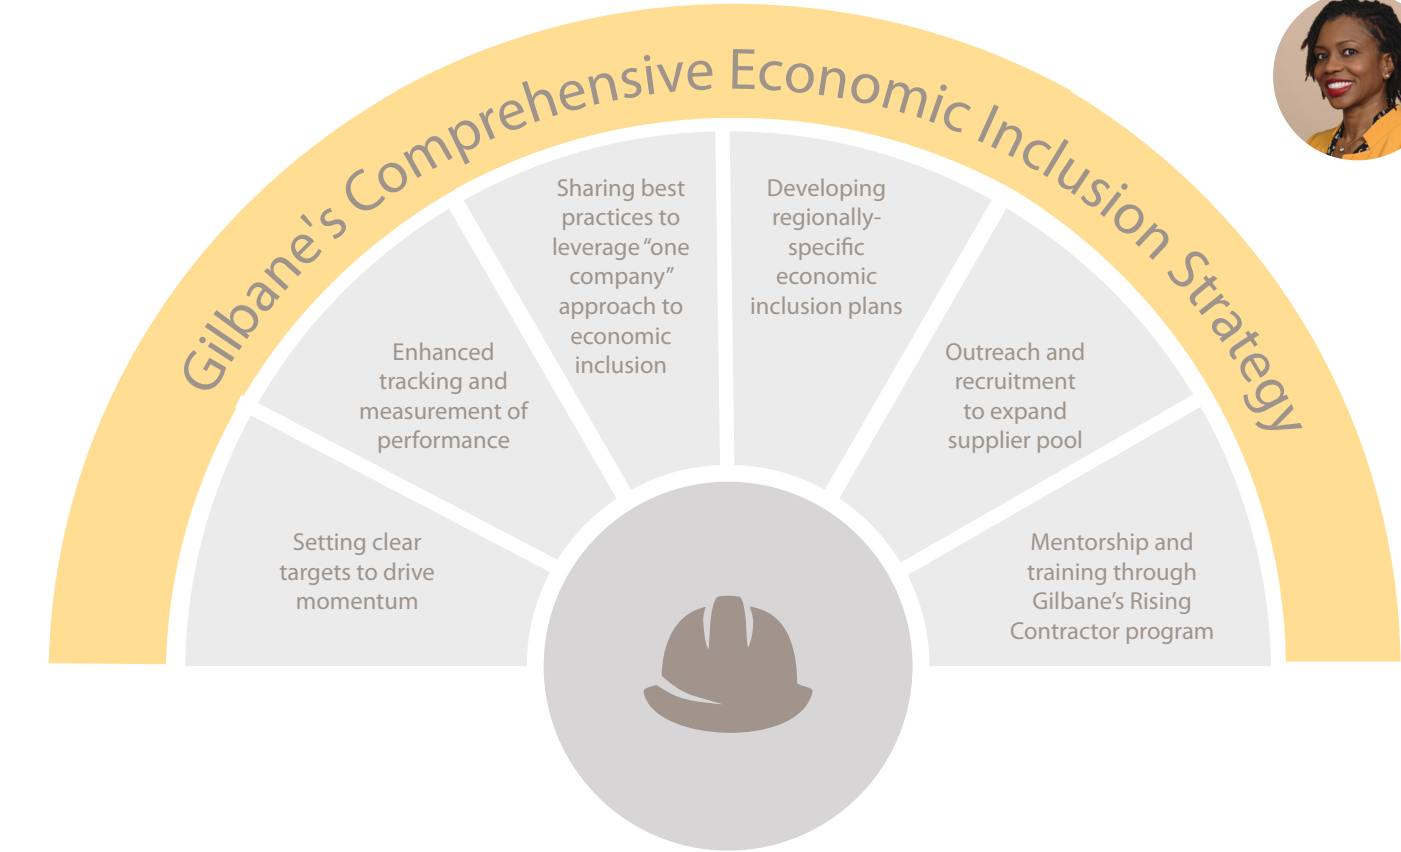 Gilbane's Comprehensive Economic Inclusion Strategy
Setting clear
targets to drive
momentum
Enhanced
tracking and
measurement of
performance
Sharing best
practices to
leverage “one
company”
approach to
economic
inclusion
Developing
regionally-
specific
economic
inclusion plans
Outreach and
recruitment
to expand
supplier pool
Mentorship and
training through
Gilbane’s Rising
Contractor program